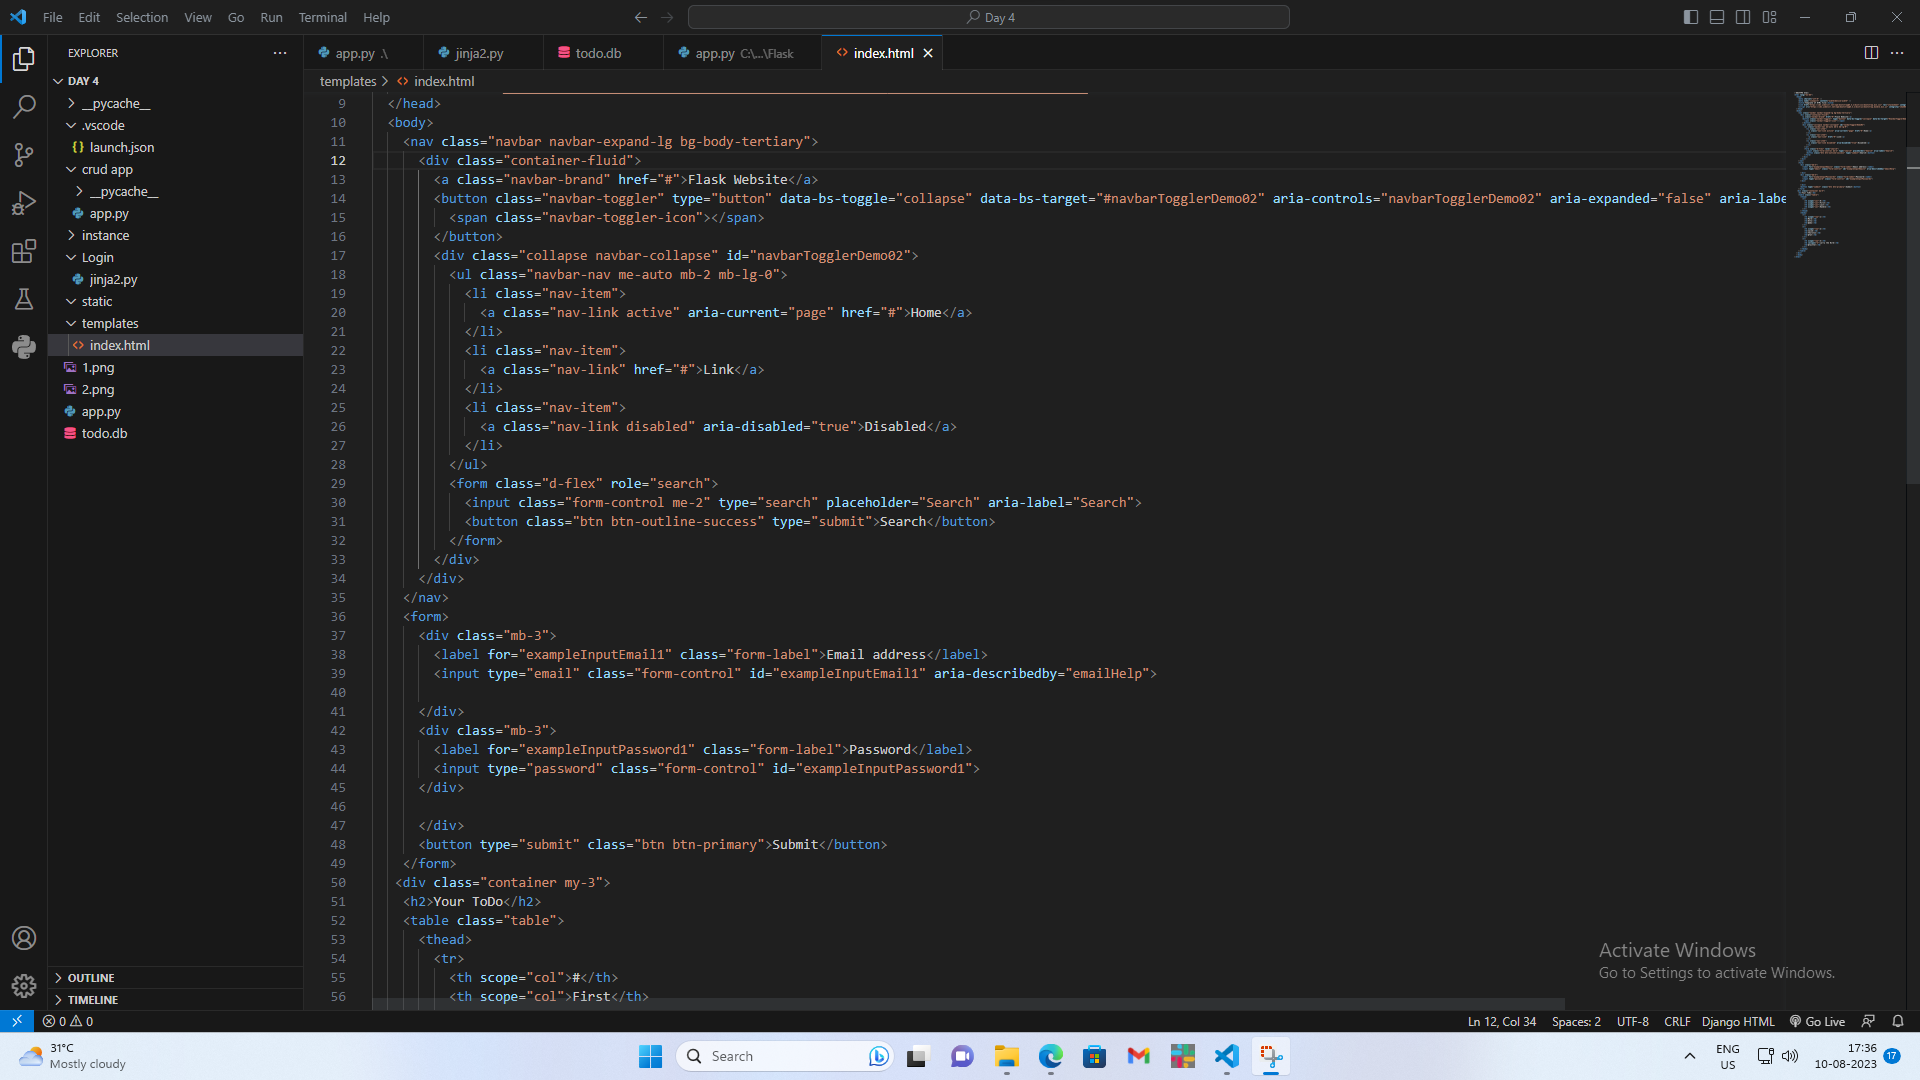 File Edit Selection View Go Run Terminal Help
Day 4
EXPLORER
app.py .\
jinja2.py
todo.db
app.py C:\...\Flask
index.html
templates > index.html
DAY 4
__pycache__
.vscode
launch.json
crud app
__pycache__
app.py
instance
Login
jinja2.py
static
templates
index.html
1.png
2.png
app.py
todo.db
OUTLINE
TIMELINE
9 </head>
10 <body>
11 <nav class="navbar navbar-expand-lg bg-body-tertiary">
12 <div class="container-fluid">
13 <a class="navbar-brand" href="#">Flask Website</a>
14 <button class="navbar-toggler" type="button" data-bs-toggle="collapse" data-bs-target="#navbarTogglerDemo02" aria-controls="navbarTogglerDemo02" aria-expanded="false" aria-labe
15 <span class="navbar-toggler-icon"></span>
16 </button>
17 <div class="collapse navbar-collapse" id="navbarTogglerDemo02">
18 <ul class="navbar-nav me-auto mb-2 mb-lg-0">
19 <li class="nav-item">
20 <a class="nav-link active" aria-current="page" href="#">Home</a>
21 </li>
22 <li class="nav-item">
23 <a class="nav-link" href="#">Link</a>
24 </li>
25 <li class="nav-item">
26 <a class="nav-link disabled" aria-disabled="true">Disabled</a>
27 </li>
28 </ul>
29 <form class="d-flex" role="search">
30 <input class="form-control me-2" type="search" placeholder="Search" aria-label="Search">
31 <button class="btn btn-outline-success" type="submit">Search</button>
32 </form>
33 </div>
34 </div>
35 </nav>
36 <form>
37 <div class="mb-3">
38 <label for="exampleInputEmail1" class="form-label">Email address</label>
39 <input type="email" class="form-control" id="exampleInputEmail1" aria-describedby="emailHelp">
40
41 </div>
42 <div class="mb-3">
43 <label for="exampleInputPassword1" class="form-label">Password</label>
44 <input type="password" class="form-control" id="exampleInputPassword1">
45 </div>
46
47 </div>
48 <button type="submit" class="btn btn-primary">Submit</button>
49 </form>
50 <div class="container my-3">
51 <h2>Your ToDo</h2>
52 <table class="table">
53 <thead>
54 <tr>
55 <th scope="col">#</th>
56 <th scope="col">First</th>
Activate Windows
Go to Settings to activate Windows.
0 0
Ln 12, Col 34 Spaces: 2 UTF-8 CRLF Django HTML Go Live
31°C
Mostly cloudy
Search
ENG
US
17:36
10-08-2023
17